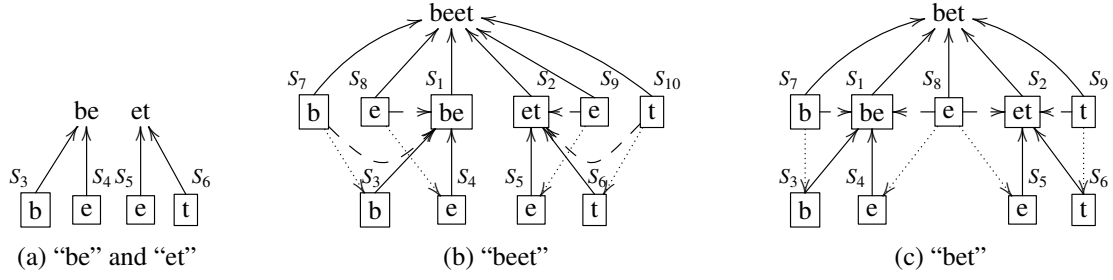 beet
bet
S7 S8 S1 S2 S9 S10
S7 S1 S8 S2 S9
be et
b e be et e t
b be e et t
S3 S4 S5 S6
S3 S4 S5 S6
S3 S4 S5 S6
b e e t
b e e t
b e e t
(a) “be” and “et”
(b) “beet”
(c) “bet”